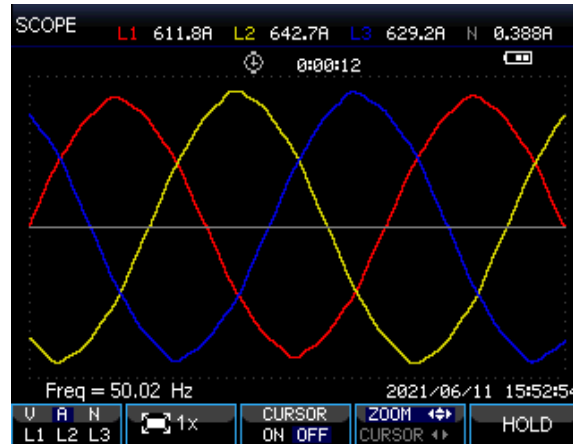 SCOPE L1 611.8A L2 642.7A L3 629.2A N 0.388A
0:00:12
Freq = 50.02 Hz 2021/06/11 15:52:54
V A N 1x CURSOR ZOOM HOLD
L1 L2 L3 ON OFF CURSOR